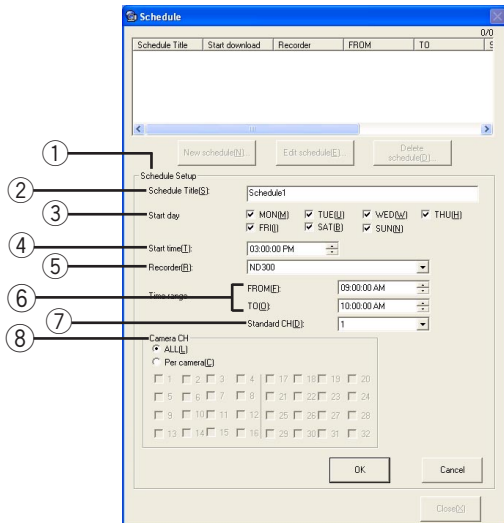 Schedule
0/0
Schedule Title Start download Recorder FROM TO S
New schedule[N]... Edit schedule[E]... Delete schedule[D]...
① Schedule Setup
② Schedule Title[S]: Schedule1
③ Start day MON[M] TUE[U] WED[W] THU[H]
FRI[I] SAT[B] SUN[N]
④ Start time[T]: 03:00:00 PM
⑤ Recorder[R]: ND300
⑥ Time range FROM[F]: 09:00:00 AM
TO[O]: 10:00:00 AM
⑦ Standard CH[D]: 1
⑧ Camera CH
ALL[L]
Per camera[C]
1 2 3 4 17 18 19 20
5 6 7 8 21 22 23 24
9 10 11 12 25 26 27 28
13 14 15 16 29 30 31 32
OK Cancel
Close[X]